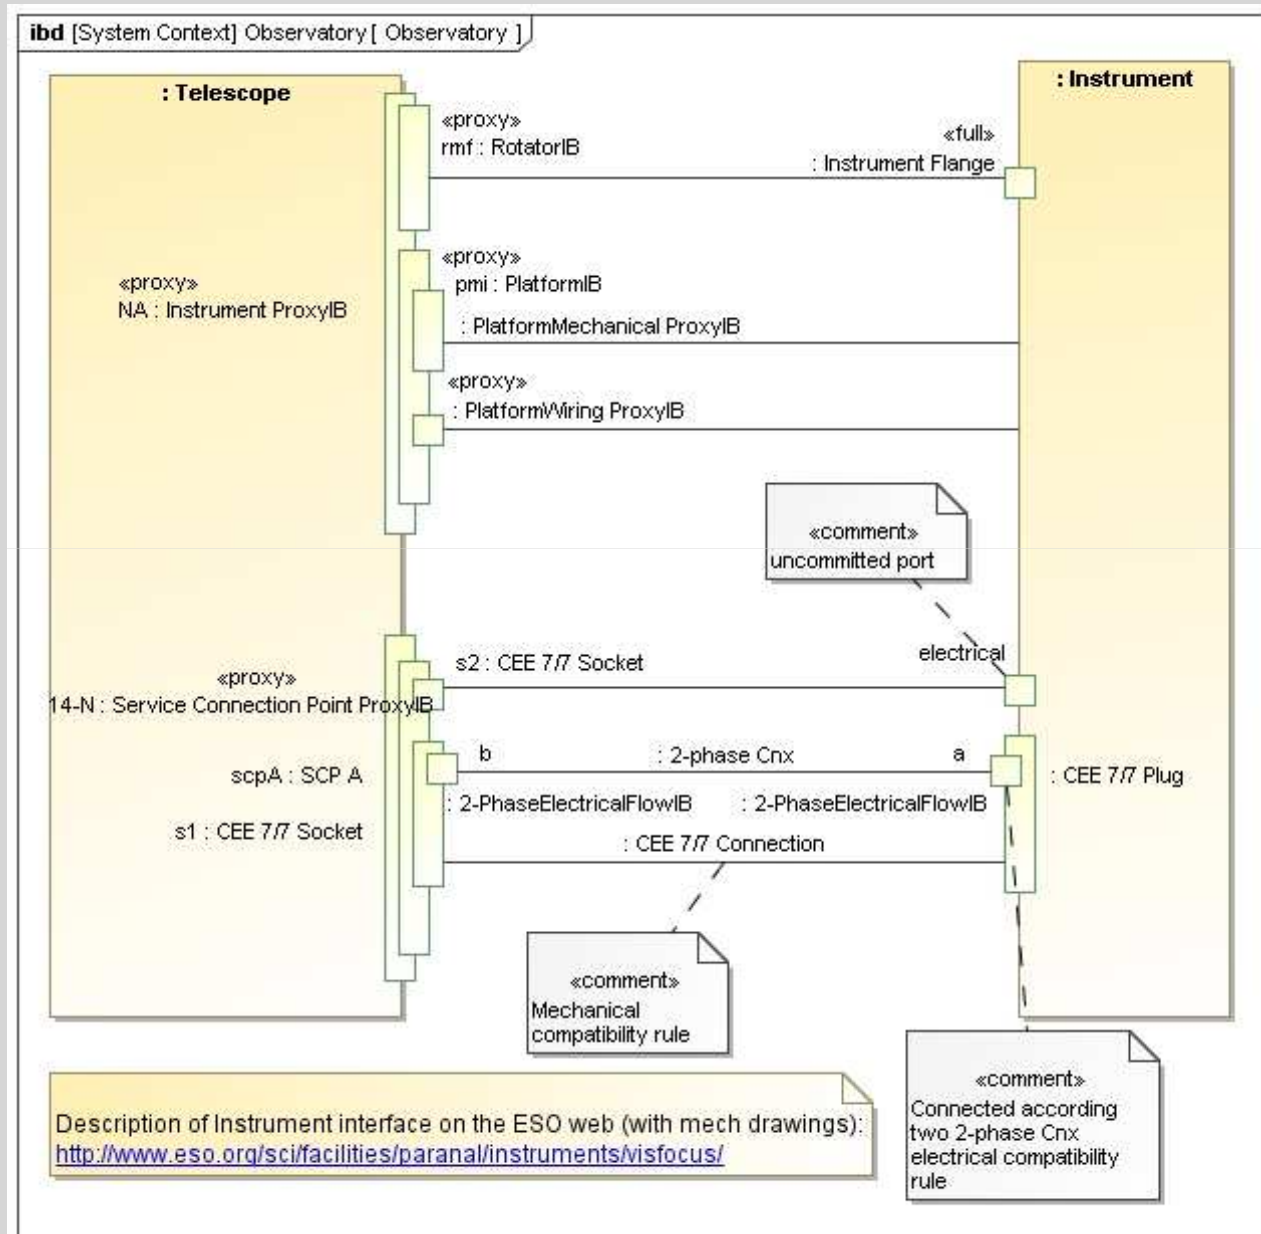 ibd [System Context] Observatory [ Observatory ]
: Telescope
: Instrument
«proxy»
rmf : RotatorIB
«full»
: Instrument Flange
«proxy»
pmi : PlatformIB
«proxy»
NA : Instrument ProxyIB
: PlatformMechanical ProxyIB
«proxy»
: PlatformWiring ProxyIB
«comment»
uncommitted port
s2 : CEE 7/7 Socket
electrical
«proxy»
14-N : Service Connection Point ProxyIB
b
: 2-phase Cnx
a
scpA : SCP A
: CEE 7/7 Plug
: 2-PhaseElectricalFlowIB
: 2-PhaseElectricalFlowIB
s1 : CEE 7/7 Socket
: CEE 7/7 Connection
«comment»
Mechanical
compatibility rule
«comment»
Connected according
two 2-phase Cnx
electrical compatibility
rule
Description of Instrument interface on the ESO web (with mech drawings):
http://www.eso.org/sci/facilities/paranal/instruments/visfocus/